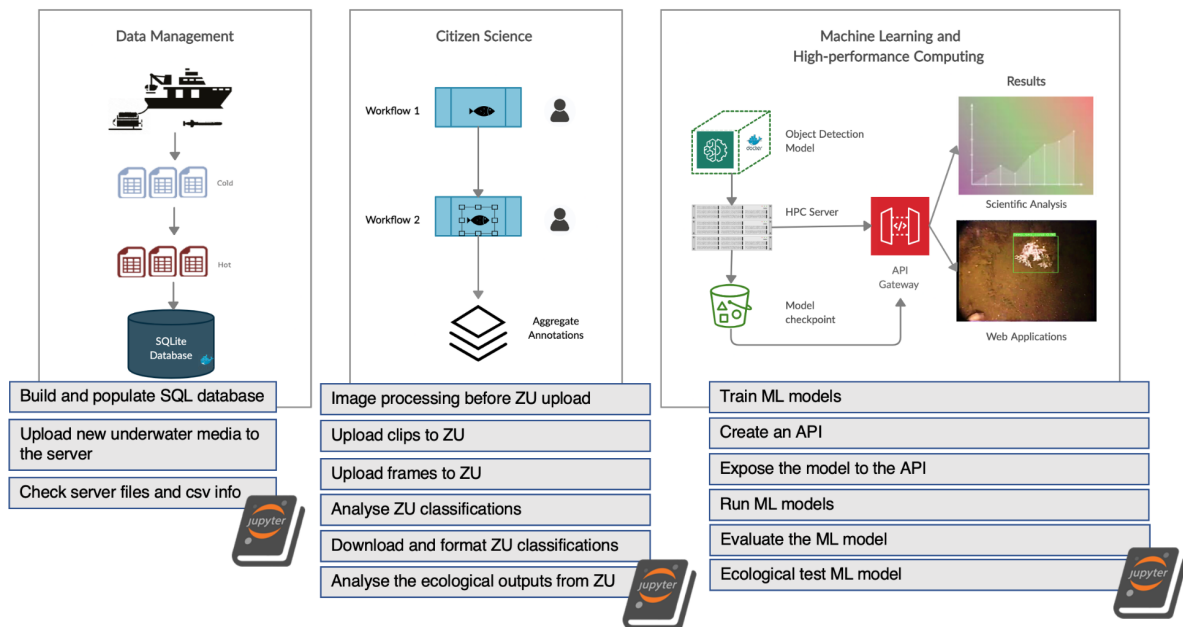 Data Management
Cold
Hot
SQLite
Database
Build and populate SQL database
Upload new underwater media to
the server
Check server files and csv info
jupyter
Citizen Science
Workflow 1
Workflow 2
Aggregate
Annotations
Image processing before ZU upload
Upload clips to ZU
Upload frames to ZU
Analyse ZU classifications
Download and format ZU classifications
Analyse the ecological outputs from ZU
jupyter
Machine Learning and
High-performance Computing
Results
Object Detection
Model
docker
HPC Server
Scientific Analysis
API
Gateway
Model
checkpoint
Web Applications
Train ML models
Create an API
Expose the model to the API
Run ML models
Evaluate the ML model
Ecological test ML model
jupyter